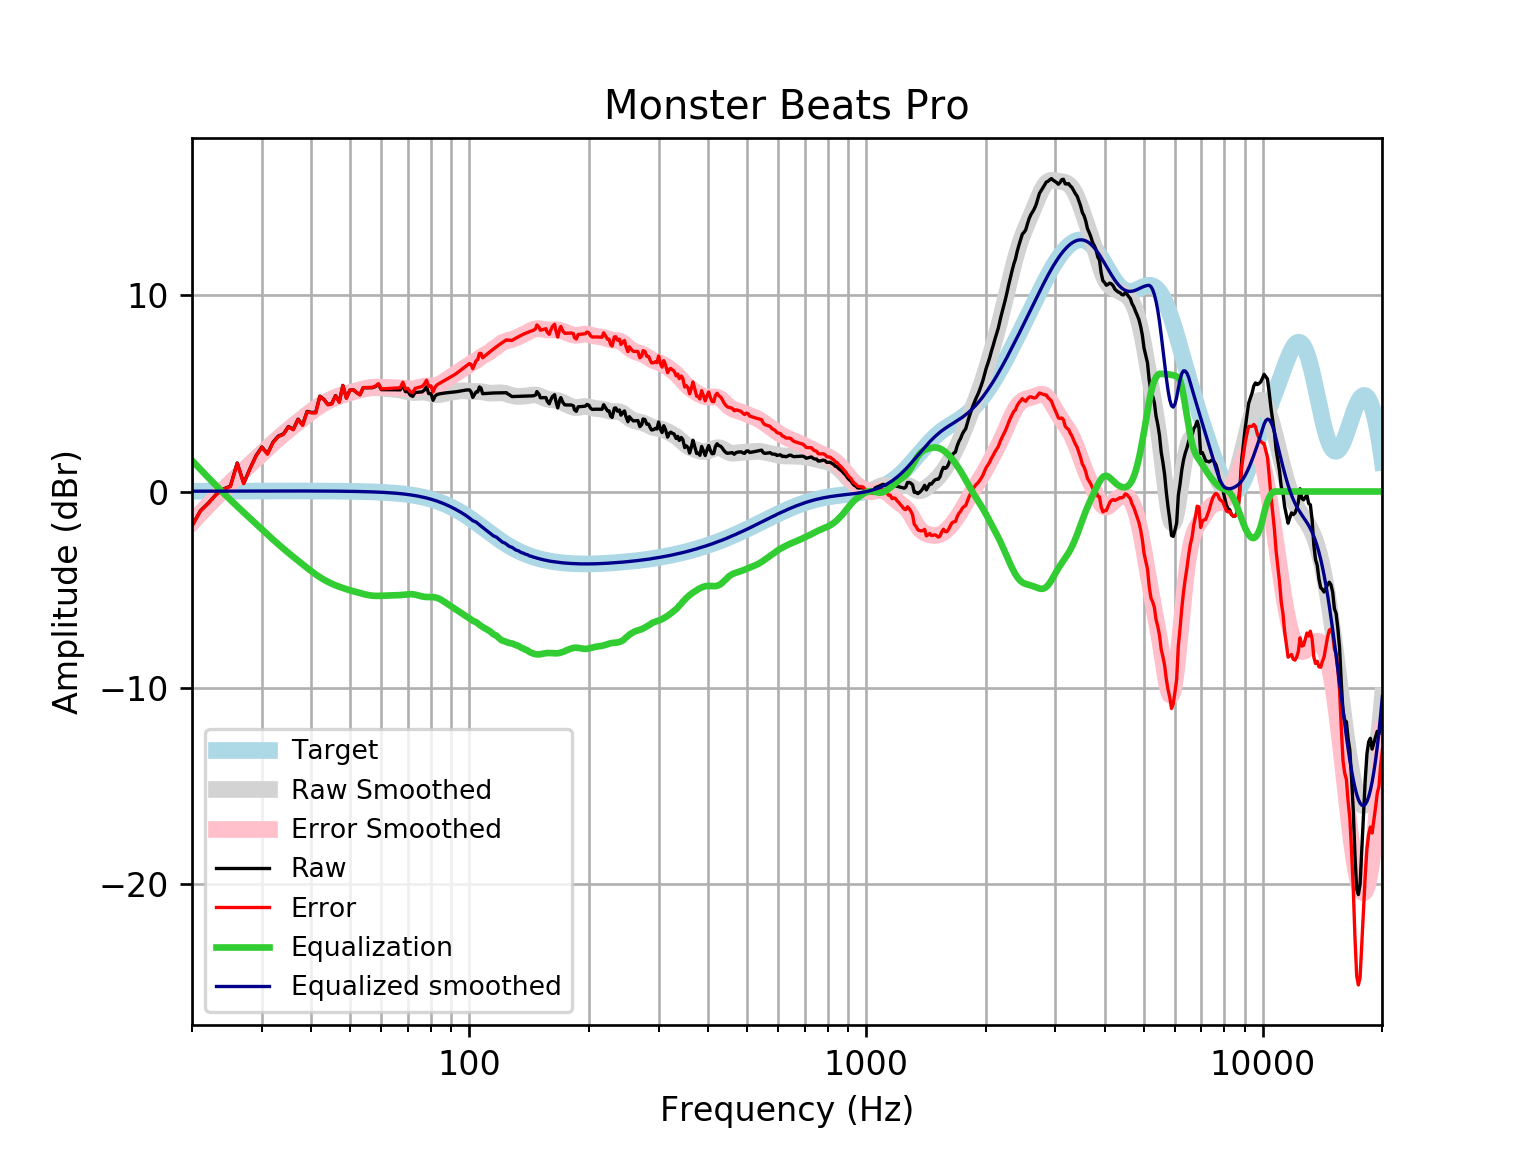 Monster Beats Pro
Amplitude (dBr)
10
0
−10
−20
Target
Raw Smoothed
Error Smoothed
Raw
Error
Equalization
Equalized smoothed
100
1000
10000
Frequency (Hz)